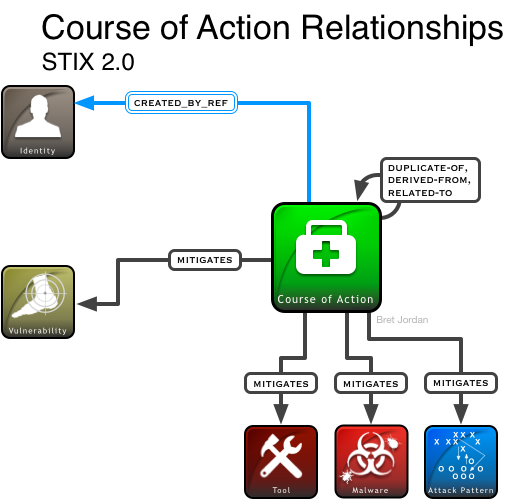 Course of Action Relationships
STIX 2.0
CREATED_BY_REF
Identity
DUPLICATE-OF,
DERIVED-FROM,
RELATED-TO
MITIGATES
Course of Action
Vulnerability
Bret Jordan
MITIGATES
MITIGATES
MITIGATES
X X X
X X X X
X
O
O O O O O
Tool
Malware
Attack Pattern